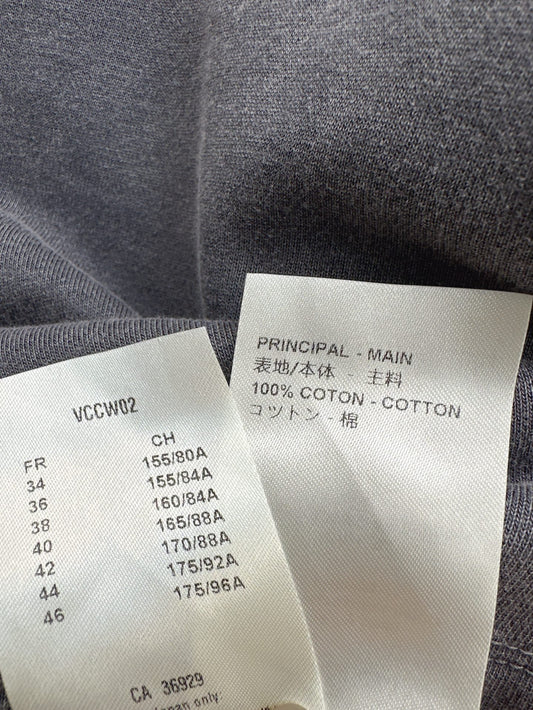 PRINCIPAL - MAIN
表地/本体 - 主料
100% COTON - COTTON
コットン - 棉
VCCW02
FR CH
34 155/80A
36 155/84A
38 160/84A
40 165/88A
42 170/88A
44 175/92A
46 175/96A
CA 36929
Japan only: